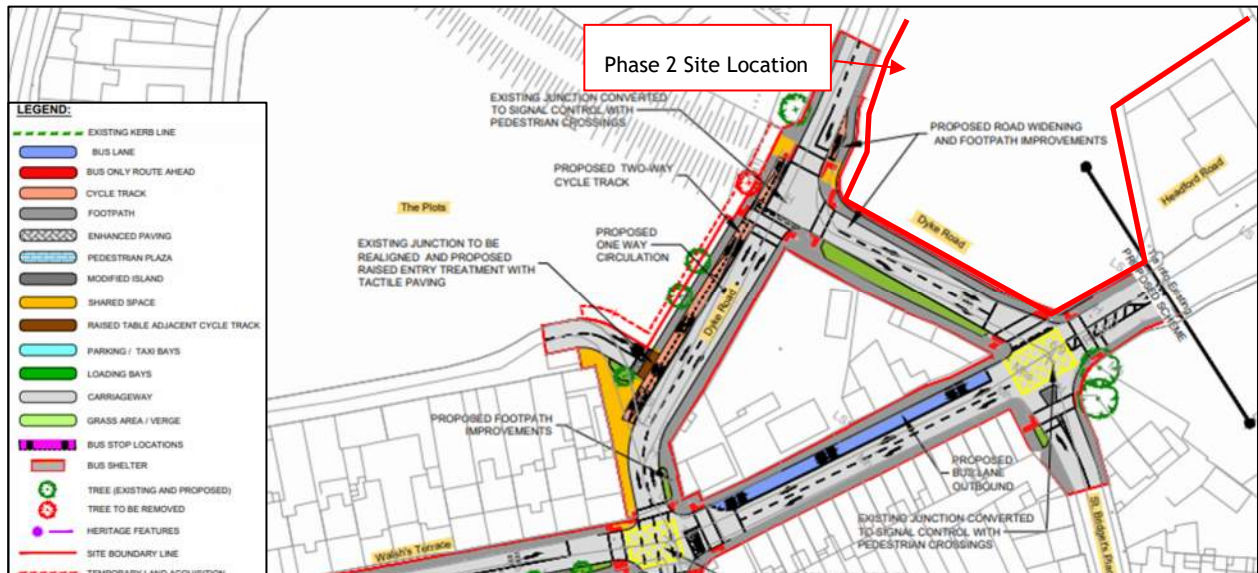 Phase 2 Site Location
LEGEND:
EXISTING KERB LINE
BUS LANE
BUS ONLY ROUTE AHEAD
CYCLE TRACK
FOOTPATH
ENHANCED PAVING
PEDESTRIAN PLAZA
MODIFIED ISLAND
SHARED SPACE
RAISED TABLE ADJACENT CYCLE TRACK
PARKING / TAXI BAYS
LOADING BAYS
CARRIAGEWAY
GRASS AREA / VERGE
BUS STOP LOCATIONS
BUS SHELTER
TREE (EXISTING AND PROPOSED)
TREE TO BE REMOVED
HERITAGE FEATURES
SITE BOUNDARY LINE
TEMPORARY LAND ACQUISITION
EXISTING JUNCTION CONVERTED
TO SIGNAL CONTROL WITH
PEDESTRIAN CROSSINGS
PROPOSED ROAD WIDENING
AND FOOTPATH IMPROVEMENTS
PROPOSED TWO-WAY
CYCLE TRACK
The Plots
EXISTING JUNCTION TO BE
REALIGNED AND PROPOSED
RAISED ENTRY TREATMENT WITH
TACTILE PAVING
PROPOSED
ONE WAY
CIRCULATION
Dyke Road
Dyke Road
Headford Road
Tie Into Existing
PROPOSED SCHEME
PROPOSED FOOTPATH
IMPROVEMENTS
PROPOSED
BUS LANE
OUTBOUND
EXISTING JUNCTION CONVERTED
TO SIGNAL CONTROL WITH
PEDESTRIAN CROSSINGS
Walsh's Terrace
St. Bridget's Place